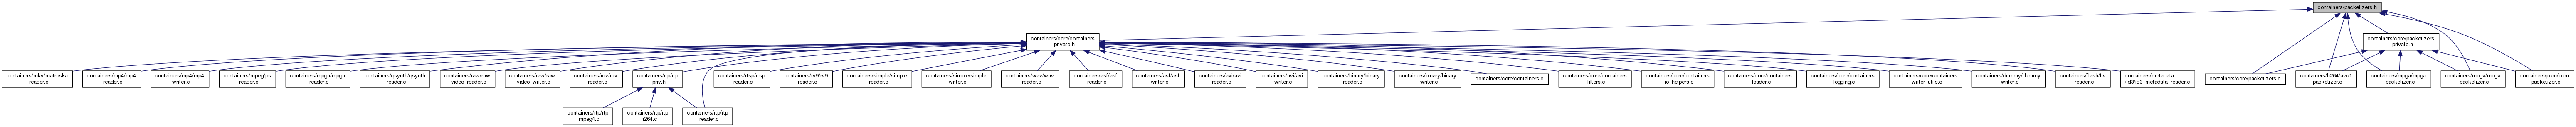 containers/packetizers.h
containers/core/containers
_private.h
containers/core/packetizers
_private.h
containers/mkv/matroska
_reader.c
containers/mp4/mp4
_reader.c
containers/mp4/mp4
_writer.c
containers/mpeg/ps
_reader.c
containers/mpga/mpga
_reader.c
containers/qsynth/qsynth
_reader.c
containers/raw/raw
_video_reader.c
containers/raw/raw
_video_writer.c
containers/rcv/rcv
_reader.c
containers/rtp/rtp
_priv.h
containers/rtsp/rtsp
_reader.c
containers/rv9/rv9
_reader.c
containers/simple/simple
_reader.c
containers/simple/simple
_writer.c
containers/wav/wav
_reader.c
containers/asf/asf
_reader.c
containers/asf/asf
_writer.c
containers/avi/avi
_reader.c
containers/avi/avi
_writer.c
containers/binary/binary
_reader.c
containers/binary/binary
_writer.c
containers/core/containers.c
containers/core/containers
_filters.c
containers/core/containers
_io_helpers.c
containers/core/containers
_loader.c
containers/core/containers
_logging.c
containers/core/containers
_writer_utils.c
containers/dummy/dummy
_writer.c
containers/flash/flv
_reader.c
containers/metadata
/id3/id3_metadata_reader.c
containers/core/packetizers.c
containers/h264/avc1
_packetizer.c
containers/mpga/mpga
_packetizer.c
containers/mpgv/mpgv
_packetizer.c
containers/pcm/pcm
_packetizer.c
containers/rtp/rtp
_mpeg4.c
containers/rtp/rtp
_h264.c
containers/rtp/rtp
_reader.c